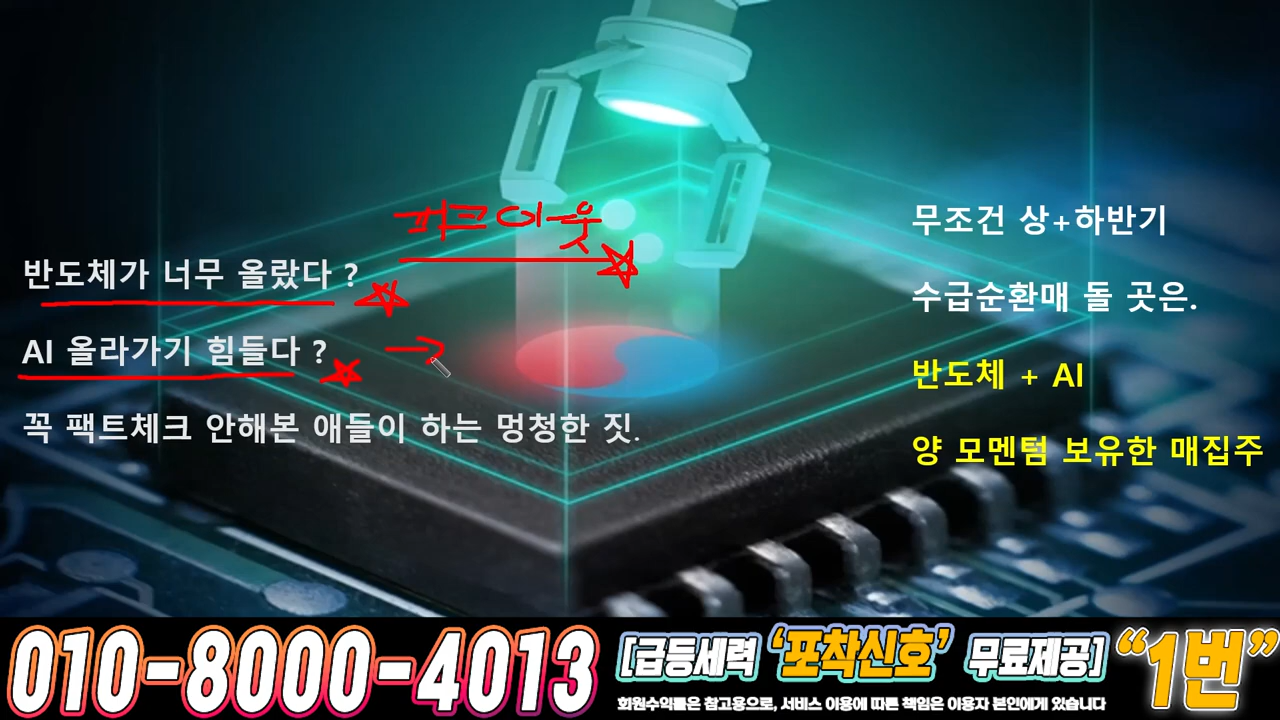 피크이웃
반도체가 너무 올랐다 ?
AI 올라가기 힘들다 ?
꼭 팩트체크 안해본 애들이 하는 멍청한 짓.
무조건 상+하반기
수급순환매 돌 곳은.
반도체 + AI
양 모멘텀 보유한 매집주
010-8000-4013
[급등세력 '포착신호' 무료제공] "1번"
회원수익률은 참고용으로, 서비스 이용에 따른 책임은 이용자 본인에게 있습니다